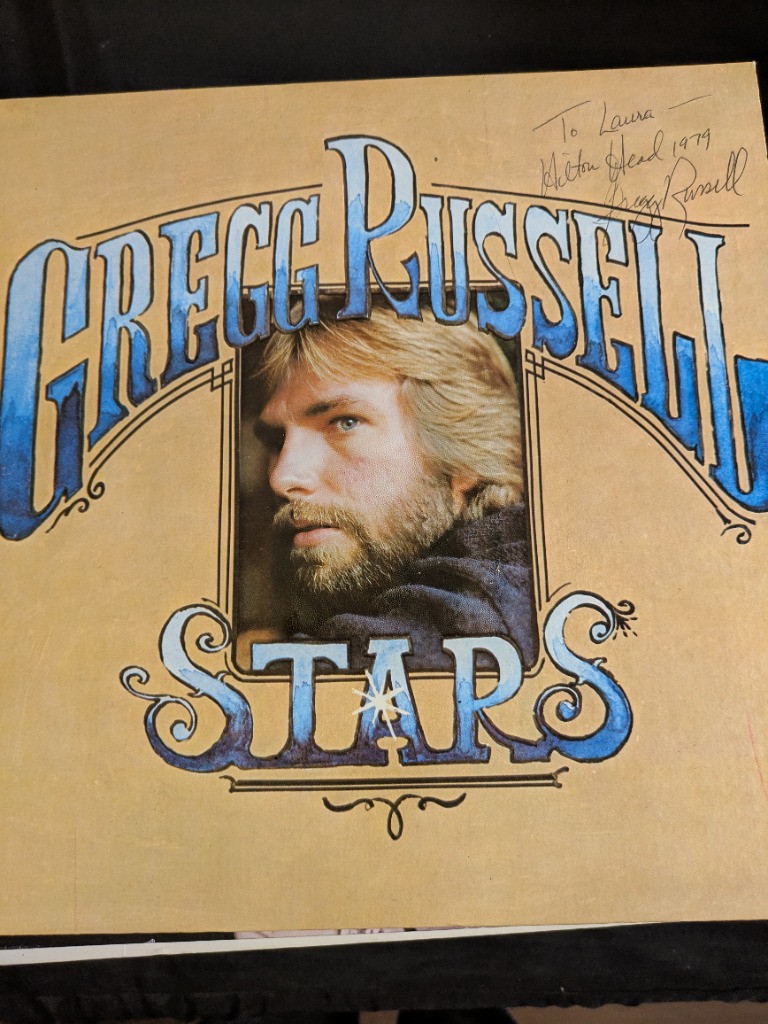 To Laura —
Hilton Head 1979
Gregg Russell
GREGG RUSSELL
STARS